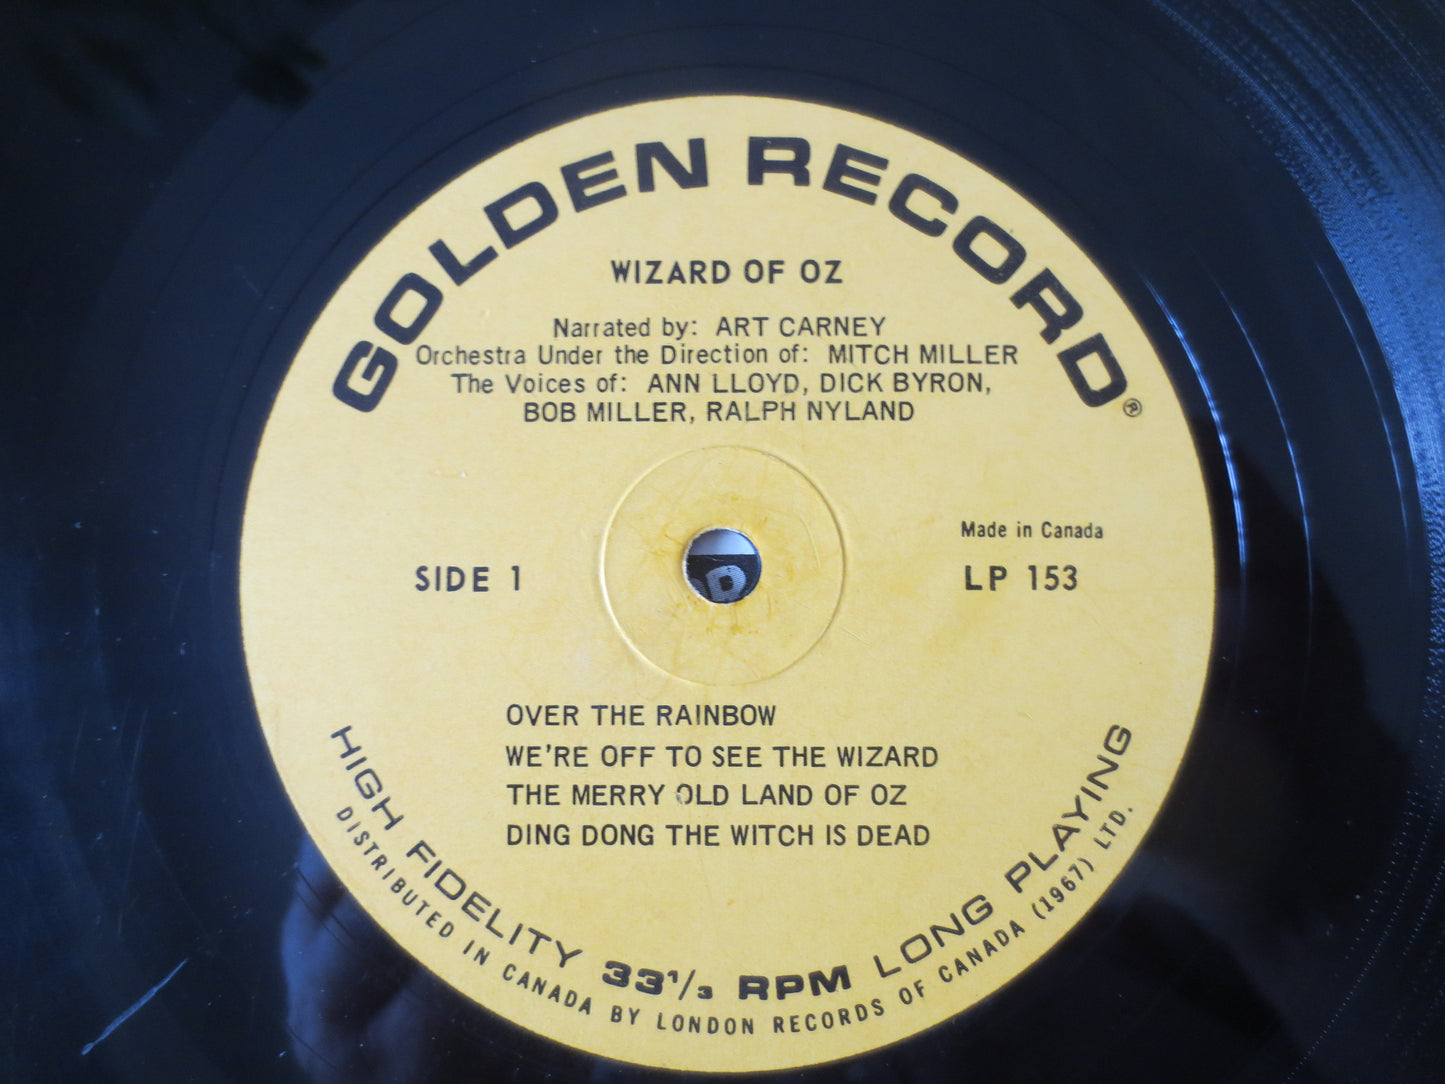 GOLDEN RECORD®
WIZARD OF OZ
Narrated by: ART CARNEY
Orchestra Under the Direction of: MITCH MILLER
The Voices of: ANN LLOYD, DICK BYRON,
BOB MILLER, RALPH NYLAND
Made in Canada
SIDE 1
LP 153
D
OVER THE RAINBOW
WE'RE OFF TO SEE THE WIZARD
THE MERRY OLD LAND OF OZ
DING DONG THE WITCH IS DEAD
HIGH FIDELITY 33⅓ RPM LONG PLAYING
DISTRIBUTED IN CANADA BY LONDON RECORDS OF CANADA (1967) LTD.